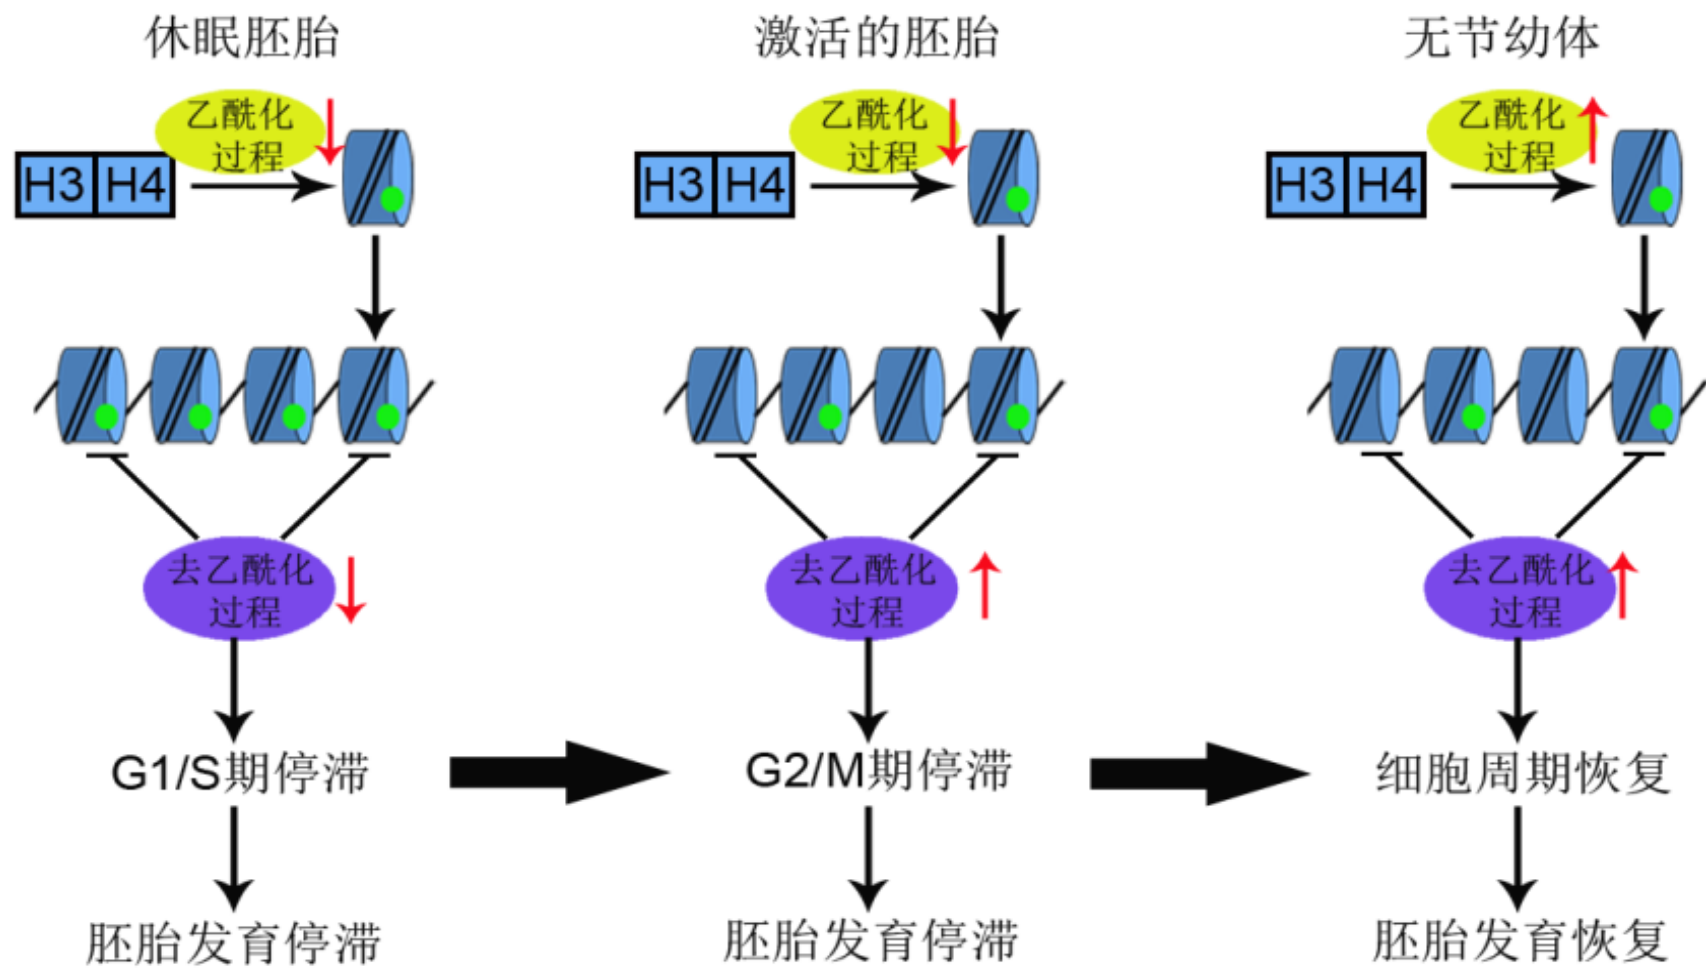 休眠胚胎
乙酰化
过程
H3 H4
去乙酰化
过程
G1/S期停滞
胚胎发育停滞
激活的胚胎
乙酰化
过程
H3 H4
去乙酰化
过程
G2/M期停滞
胚胎发育停滞
无节幼体
乙酰化
过程
H3 H4
去乙酰化
过程
细胞周期恢复
胚胎发育恢复